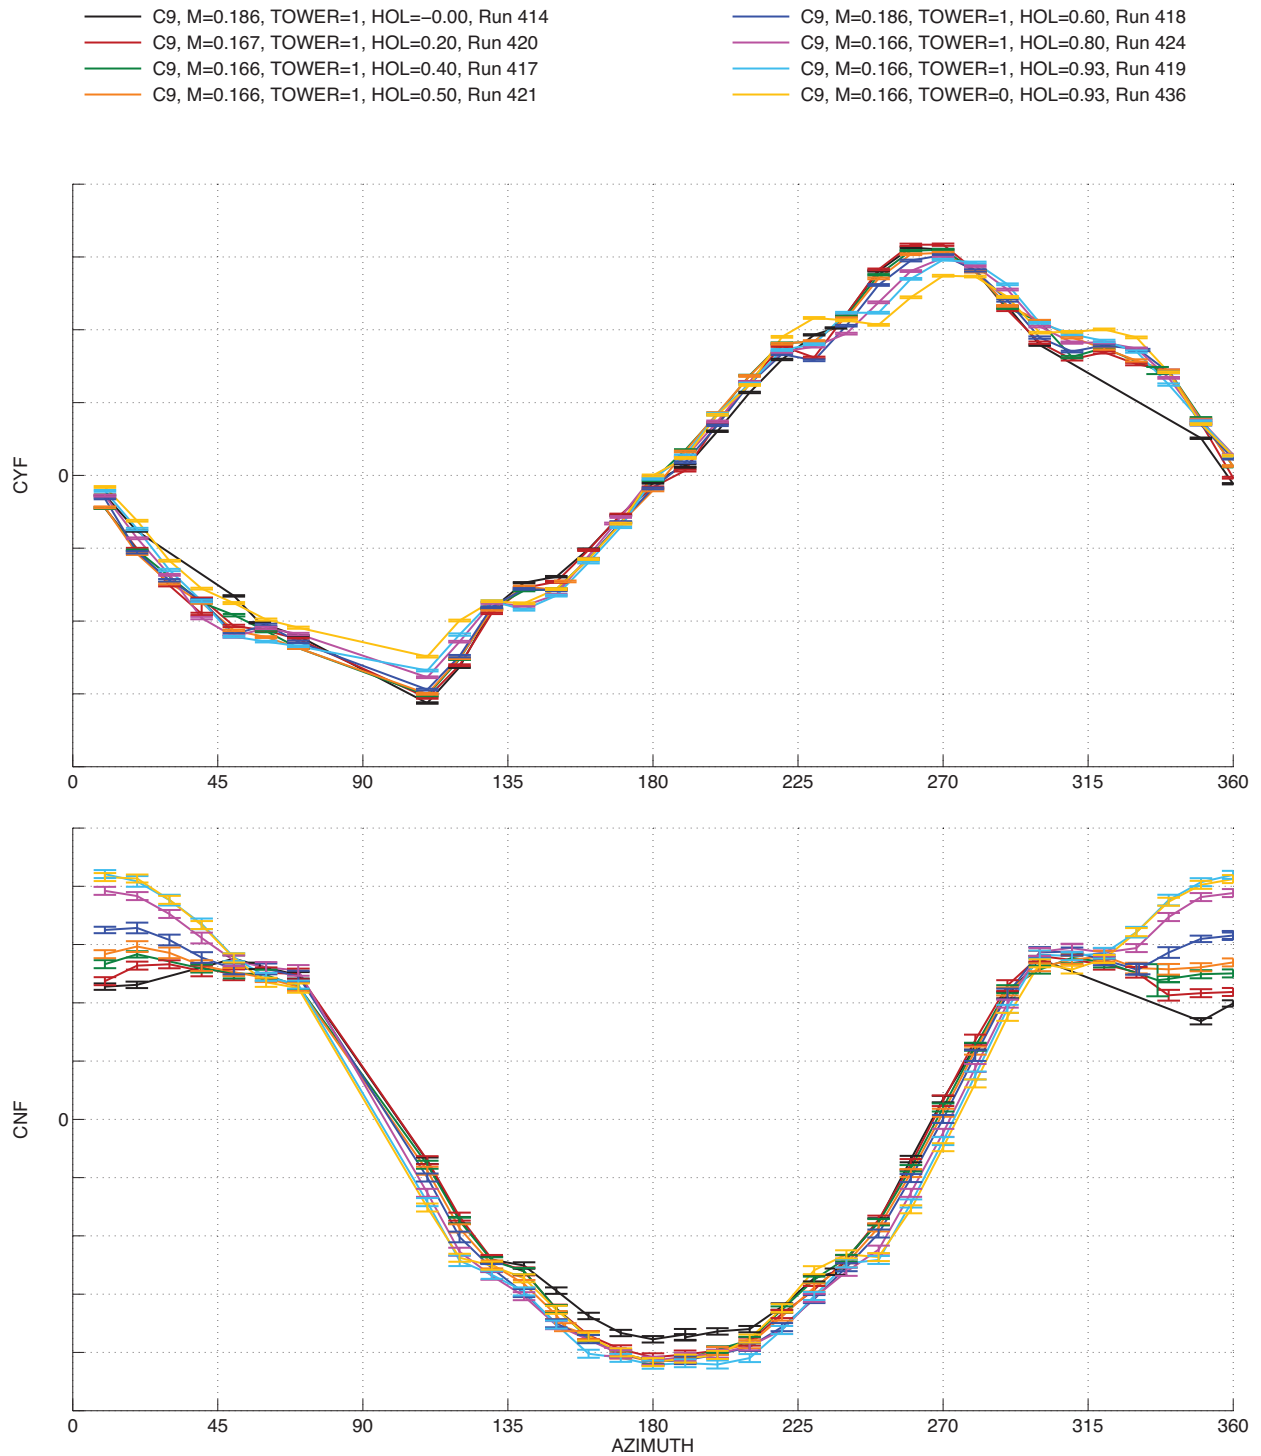 C9, M=0.186, TOWER=1, HOL=−0.00, Run 414
C9, M=0.167, TOWER=1, HOL=0.20, Run 420
C9, M=0.166, TOWER=1, HOL=0.40, Run 417
C9, M=0.166, TOWER=1, HOL=0.50, Run 421
C9, M=0.186, TOWER=1, HOL=0.60, Run 418
C9, M=0.166, TOWER=1, HOL=0.80, Run 424
C9, M=0.166, TOWER=1, HOL=0.93, Run 419
C9, M=0.166, TOWER=0, HOL=0.93, Run 436
CYF
0
0 45 90 135 180 225 270 315 360
CNF
0
0 45 90 135 180 225 270 315 360
AZIMUTH